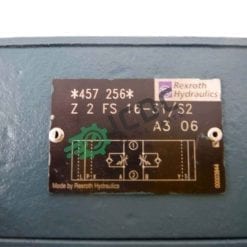 *457 256*
Rexroth
Hydraulics
Z 2 FS 16-31/S2
A3 06
Made by Rexroth Hydraulics